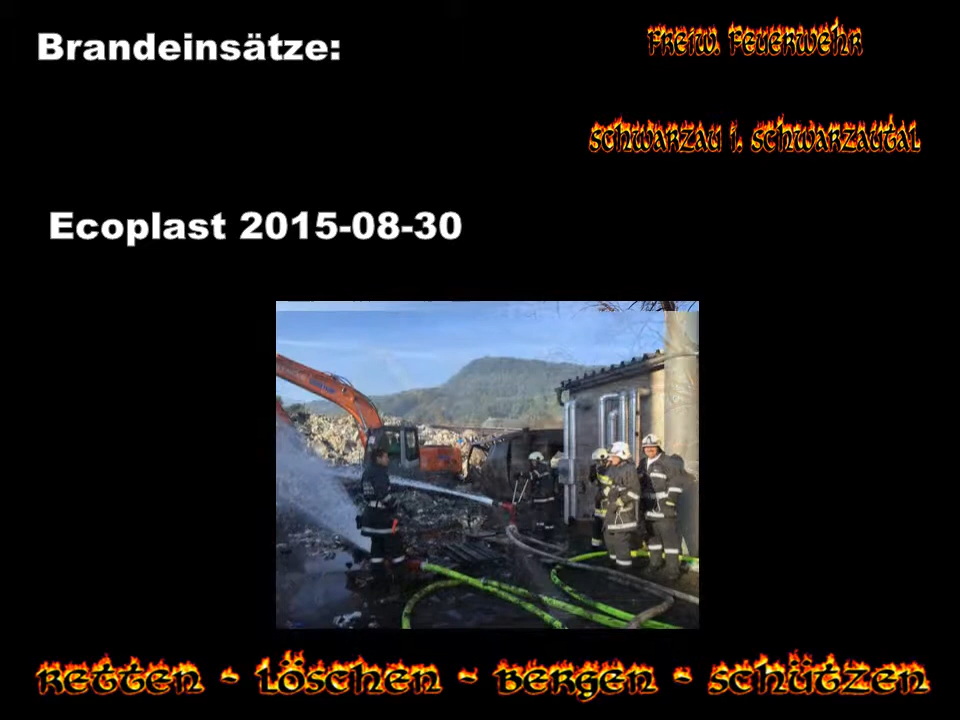 Brandeinsätze:
Freiw. Feuerwehr
Schwarzau i. Schwarzautal
Ecoplast 2015-08-30
Retten - Löschen - Bergen - Schützen